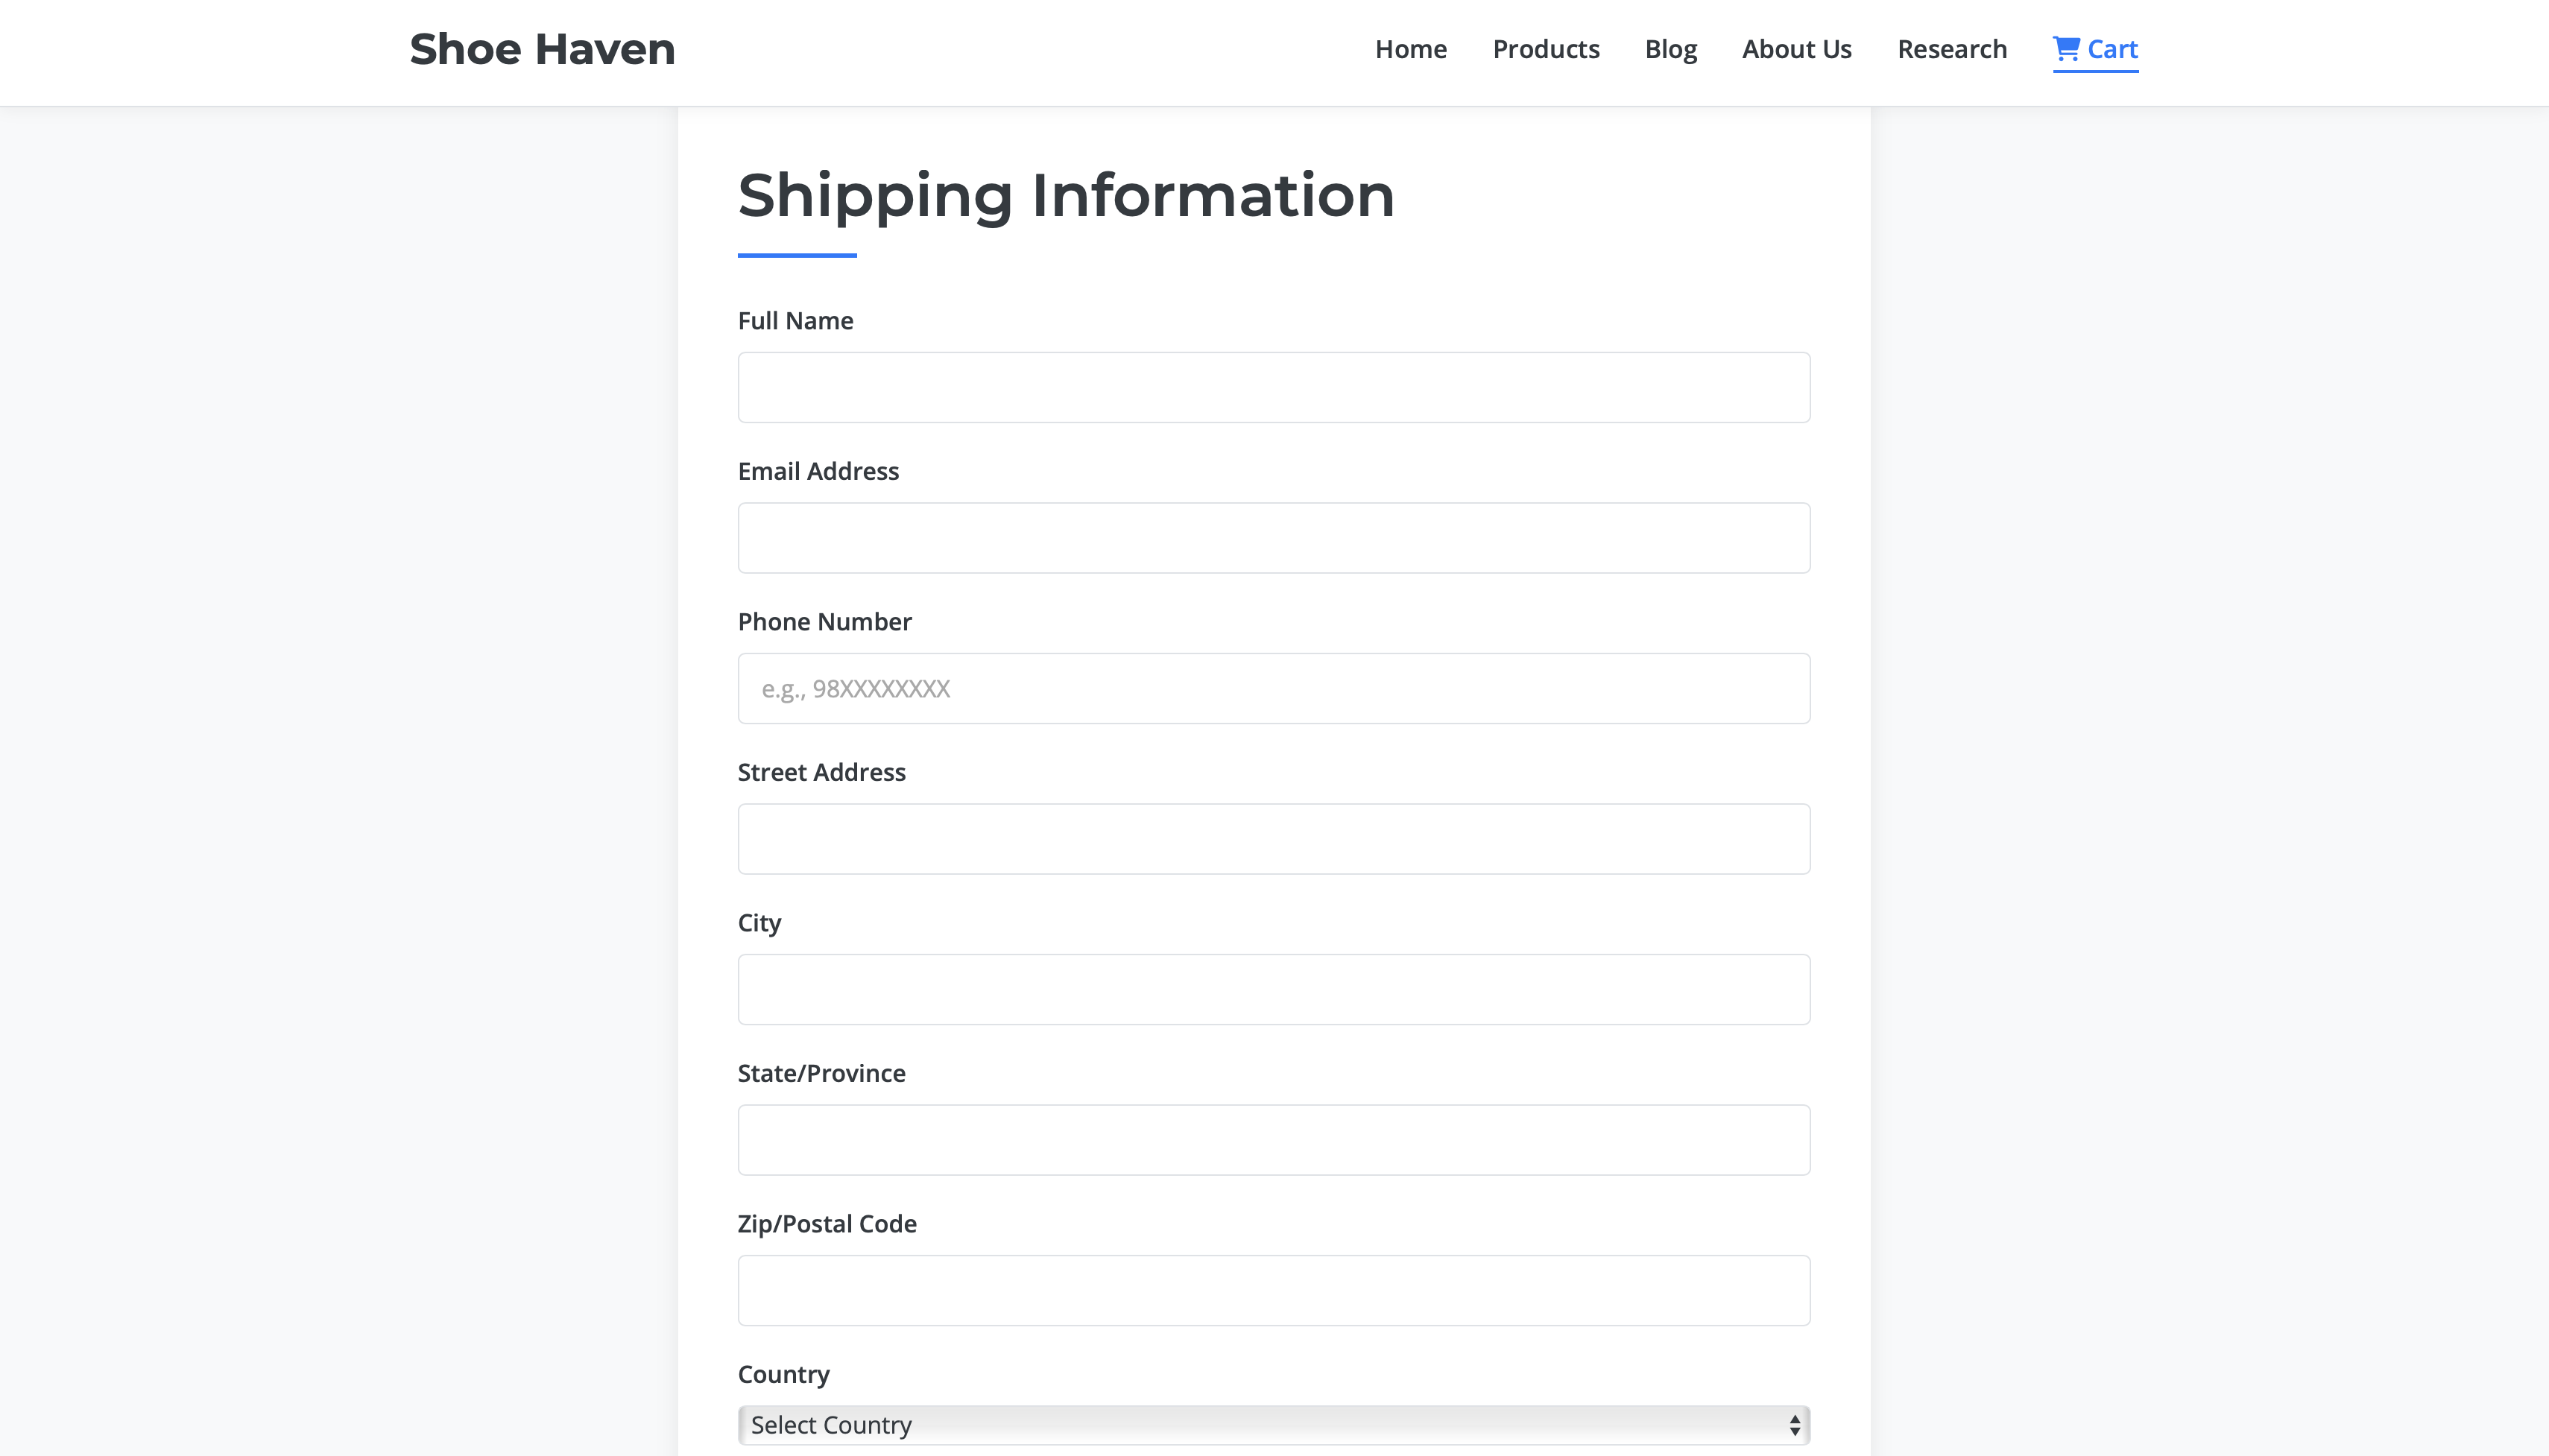 Shoe Haven
Home Products Blog About Us Research Cart
Shipping Information
Full Name
Email Address
Phone Number
e.g., 98XXXXXXXX
Street Address
City
State/Province
Zip/Postal Code
Country
Select Country